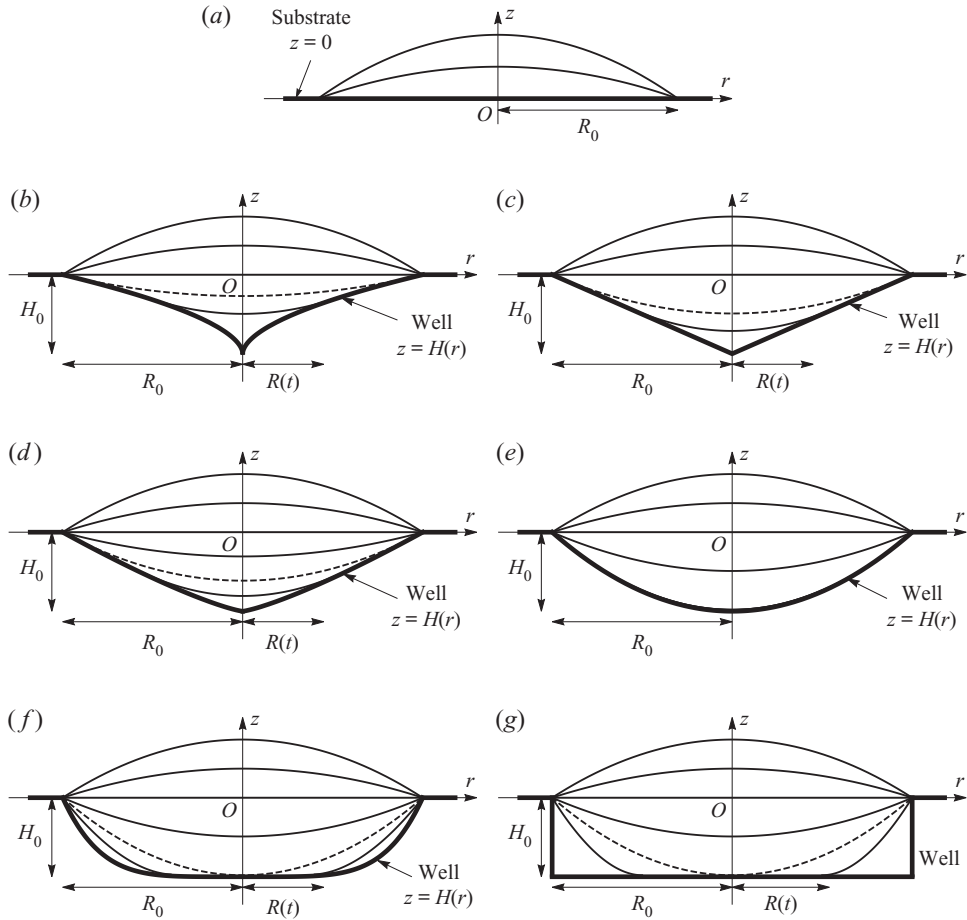 (a)
Substrate
z = 0
z
r
O
R0
(b)
z
r
O
H0
Well
z = H(r)
R0
R(t)
(c)
z
r
O
H0
Well
z = H(r)
R0
R(t)
(d)
z
r
O
H0
Well
z = H(r)
R0
R(t)
(e)
z
r
O
H0
Well
z = H(r)
R0
(f)
z
r
O
H0
Well
z = H(r)
R0
R(t)
(g)
z
r
O
H0
Well
R0
R(t)